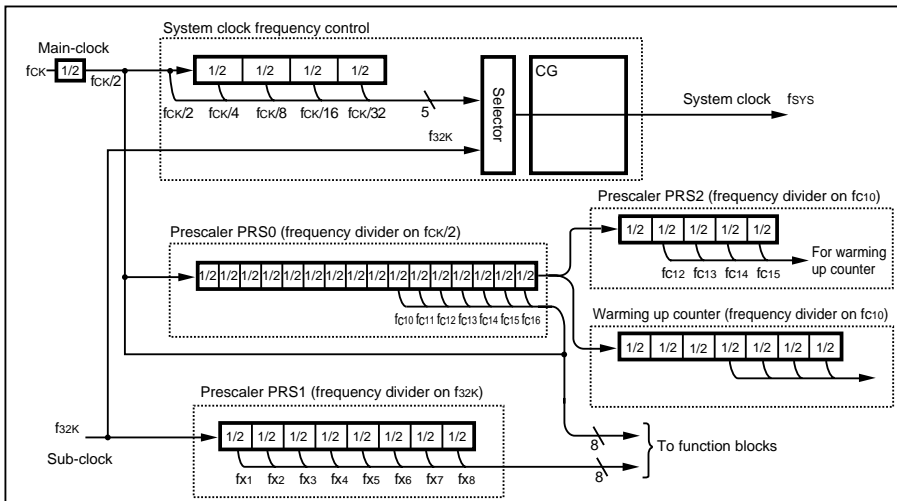 System clock frequency control
Main-clock
fCK 1/2 fCK/2
1/2 1/2 1/2 1/2
fCK/2 fCK/4 fCK/8 fCK/16 fCK/32 5
f32K
Selector
CG
System clock fSYS
Prescaler PRS2 (frequency divider on fC10)
1/2 1/2 1/2 1/2 1/2
fC12 fC13 fC14 fC15
For warming
up counter
Prescaler PRS0 (frequency divider on fCK/2)
1/2 1/2 1/2 1/2 1/2 1/2 1/2 1/2 1/2 1/2 1/2 1/2 1/2 1/2 1/2 1/2
fC10 fC11 fC12 fC13 fC14 fC15 fC16
Warming up counter (frequency divider on fC10)
1/2 1/2 1/2 1/2 1/2 1/2 1/2
Prescaler PRS1 (frequency divider on f32K)
f32K
Sub-clock
1/2 1/2 1/2 1/2 1/2 1/2 1/2 1/2
fX1 fX2 fX3 fX4 fX5 fX6 fX7 fX8
8
8
To function blocks